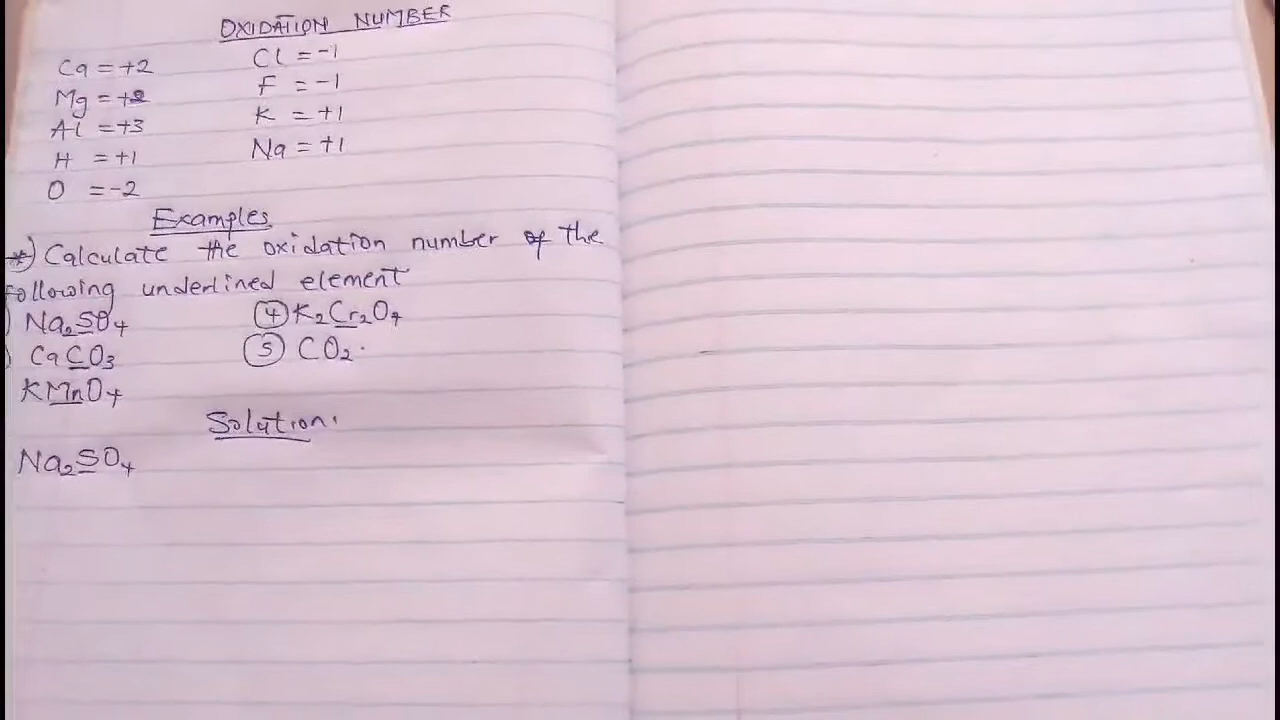 OXIDATION NUMBER
Ca = +2
Mg = +2
Al = +3
H = +1
O = -2
Cl = -1
F = -1
K = +1
Na = +1
Examples
*) Calculate the oxidation number of the
following underlined element
) Na₂SO₄
) CaCO₃
KMnO₄
④ K₂Cr₂O₇
⑤ CO₂.
Solution.
Na₂SO₄